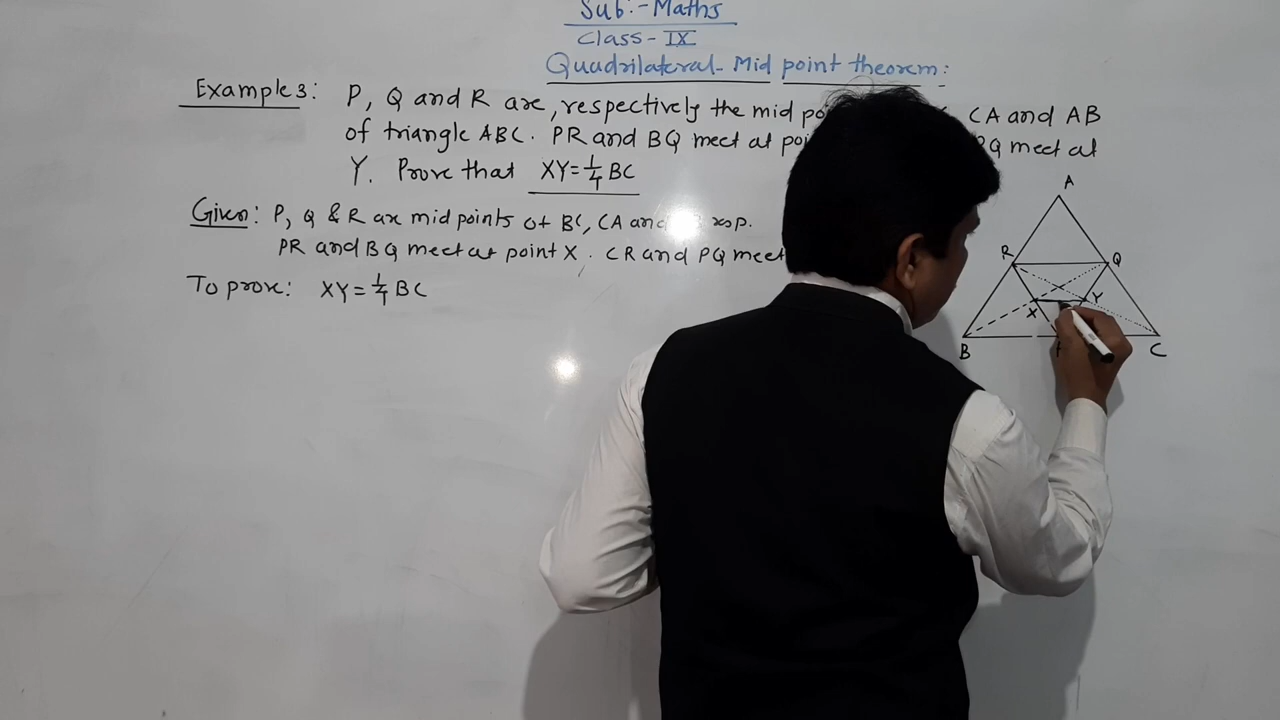 Sub:- Maths
Class - IX
Quadrilateral - Mid point theorem:
Example 3: P, Q and R are, respectively the mid CA and AB
of triangle ABC. PR and BQ meet at PQ meet at
Y. Prove that XY = 1/4 BC
Given: P, Q & R are mid points of BC, CA and resp.
PR and BQ meet at point X. CR and PQ meet
To prove: XY = 1/4 BC
A
R Q
X Y
B C